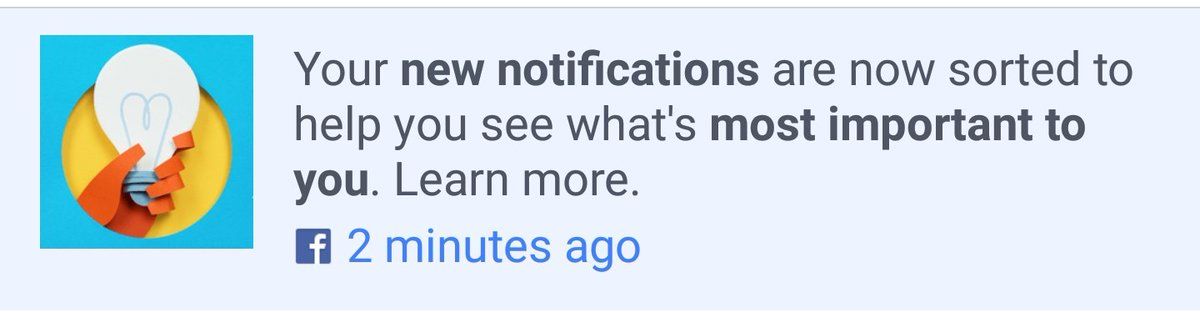 Your new notifications are now sorted to
help you see what's most important to
you. Learn more.
f 2 minutes ago